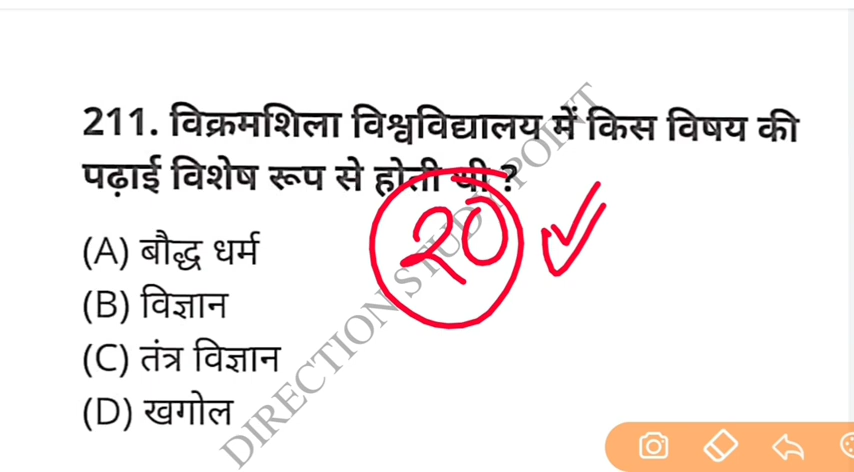 211. विक्रमशिला विश्वविद्यालय में किस विषय की
पढ़ाई विशेष रूप से होती थी ?
20
(A) बौद्ध धर्म
(B) विज्ञान
(C) तंत्र विज्ञान
(D) खगोल
DIRECTION STUDY POINT